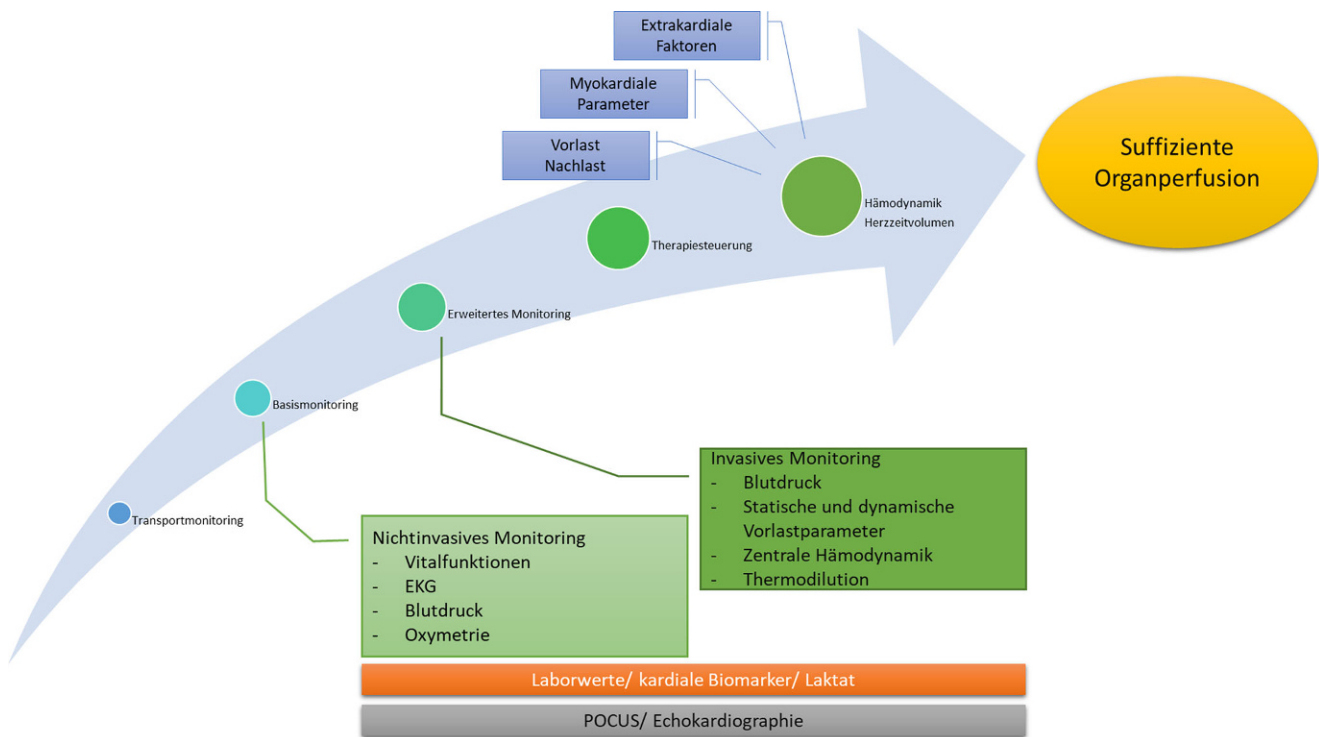 Extrakardiale
Faktoren
Myokardiale
Parameter
Vorlast
Nachlast
Suffiziente
Organperfusion
Hämodynamik
Herzzeitvolumen
Therapiesteuerung
Erweitertes Monitoring
Basismonitoring
Transportmonitoring
Invasives Monitoring
- Blutdruck
- Statische und dynamische
Vorlastparameter
- Zentrale Hämodynamik
- Thermodilution
Nichtinvasives Monitoring
- Vitalfunktionen
- EKG
- Blutdruck
- Oxymetrie
Laborwerte/ kardiale Biomarker/ Laktat
POCUS/ Echokardiographie